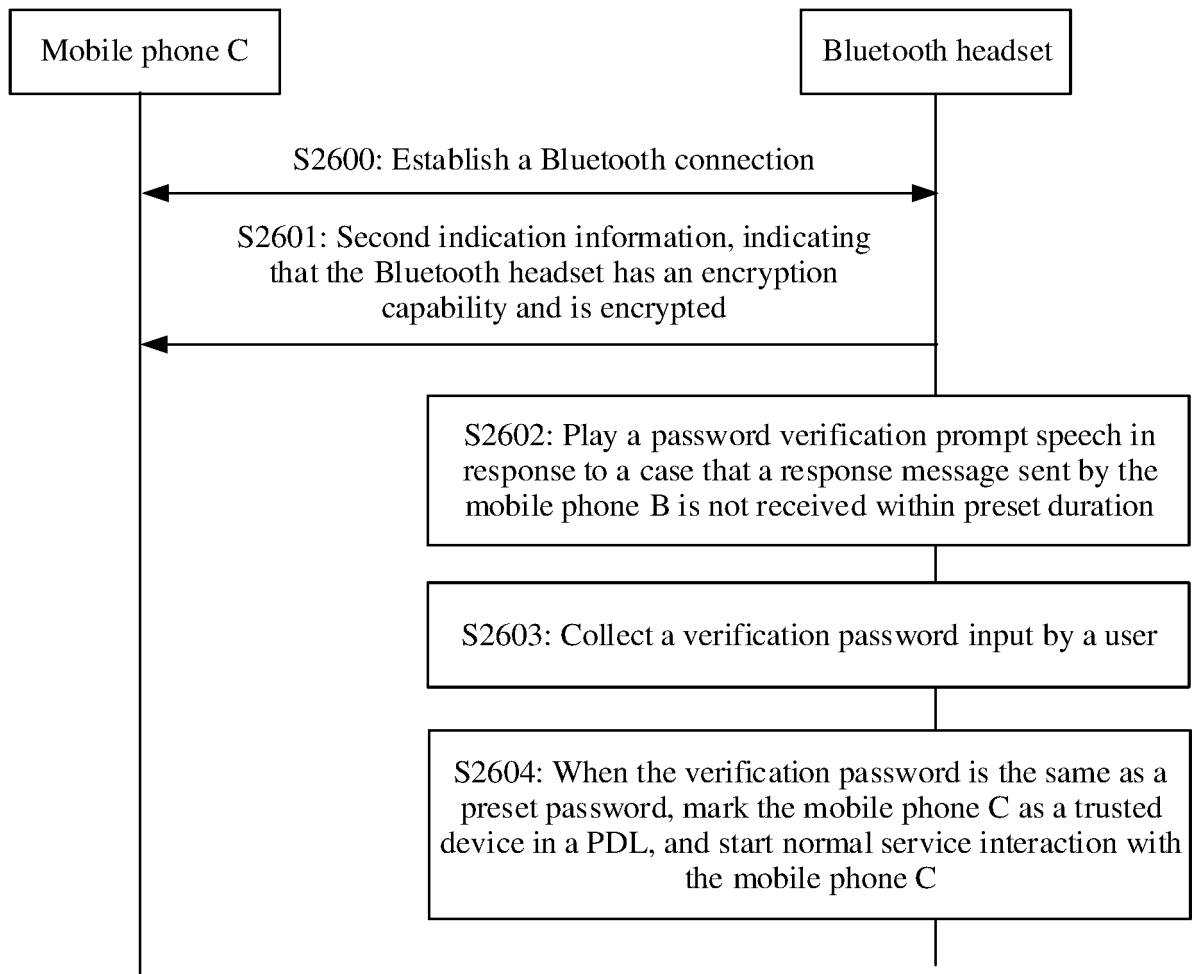 Mobile phone C
Bluetooth headset
S2600: Establish a Bluetooth connection
S2601: Second indication information, indicating
that the Bluetooth headset has an encryption
capability and is encrypted
S2602: Play a password verification prompt speech in
response to a case that a response message sent by the
mobile phone B is not received within preset duration
S2603: Collect a verification password input by a user
S2604: When the verification password is the same as a
preset password, mark the mobile phone C as a trusted
device in a PDL, and start normal service interaction with
the mobile phone C